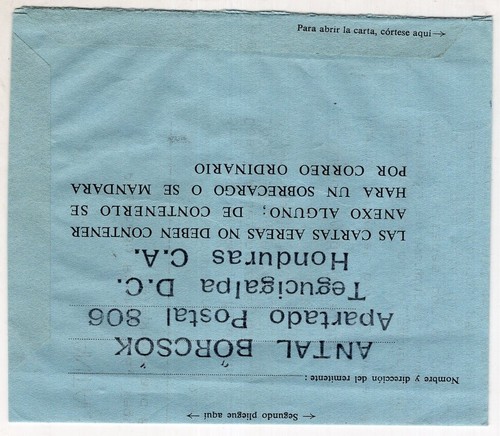 Para abrir la carta, córtese aquí →
← Segundo pliegue aquí →
Nombre y dirección del remitente :
ANTAL BÖRCSÖK
Apartado Postal 806
Tegucigalpa D.C.
Honduras C.A.
LAS CARTAS AEREAS NO DEBEN CONTENER
ANEXO ALGUNO; DE CONTENERLO SE
HARA UN SOBRECARGO O SE MANDARA
POR CORREO ORDINARIO